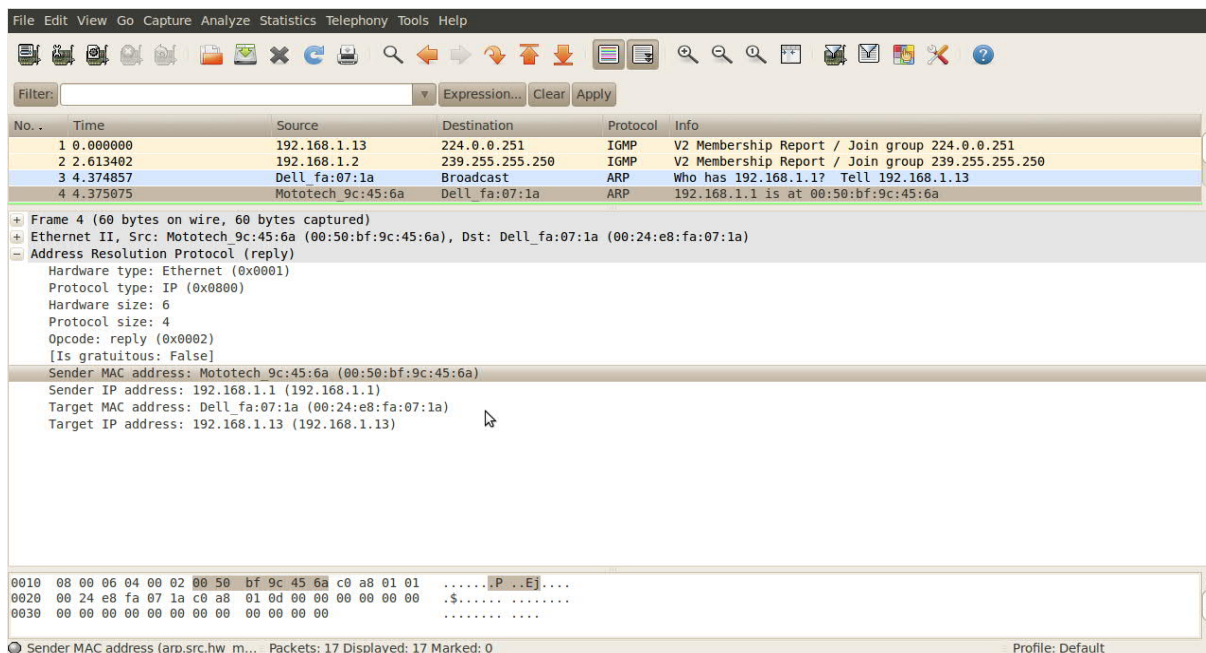 File Edit View Go Capture Analyze Statistics Telephony Tools Help
Filter: Expression... Clear Apply
No. . Time Source Destination Protocol Info
1 0.000000 192.168.1.13 224.0.0.251 IGMP V2 Membership Report / Join group 224.0.0.251
2 2.613402 192.168.1.2 239.255.255.250 IGMP V2 Membership Report / Join group 239.255.255.250
3 4.374857 Dell_fa:07:1a Broadcast ARP Who has 192.168.1.1? Tell 192.168.1.13
4 4.375075 Mototech_9c:45:6a Dell_fa:07:1a ARP 192.168.1.1 is at 00:50:bf:9c:45:6a
+ Frame 4 (60 bytes on wire, 60 bytes captured)
+ Ethernet II, Src: Mototech_9c:45:6a (00:50:bf:9c:45:6a), Dst: Dell_fa:07:1a (00:24:e8:fa:07:1a)
− Address Resolution Protocol (reply)
Hardware type: Ethernet (0x0001)
Protocol type: IP (0x0800)
Hardware size: 6
Protocol size: 4
Opcode: reply (0x0002)
[Is gratuitous: False]
Sender MAC address: Mototech_9c:45:6a (00:50:bf:9c:45:6a)
Sender IP address: 192.168.1.1 (192.168.1.1)
Target MAC address: Dell_fa:07:1a (00:24:e8:fa:07:1a)
Target IP address: 192.168.1.13 (192.168.1.13)
0010 08 00 06 04 00 02 00 50 bf 9c 45 6a c0 a8 01 01 .......P ..Ej....
0020 00 24 e8 fa 07 1a c0 a8 01 0d 00 00 00 00 00 00 .$...... ........
0030 00 00 00 00 00 00 00 00 00 00 00 00 ........ ....
Sender MAC address (arp.src.hw_m... Packets: 17 Displayed: 17 Marked: 0 Profile: Default